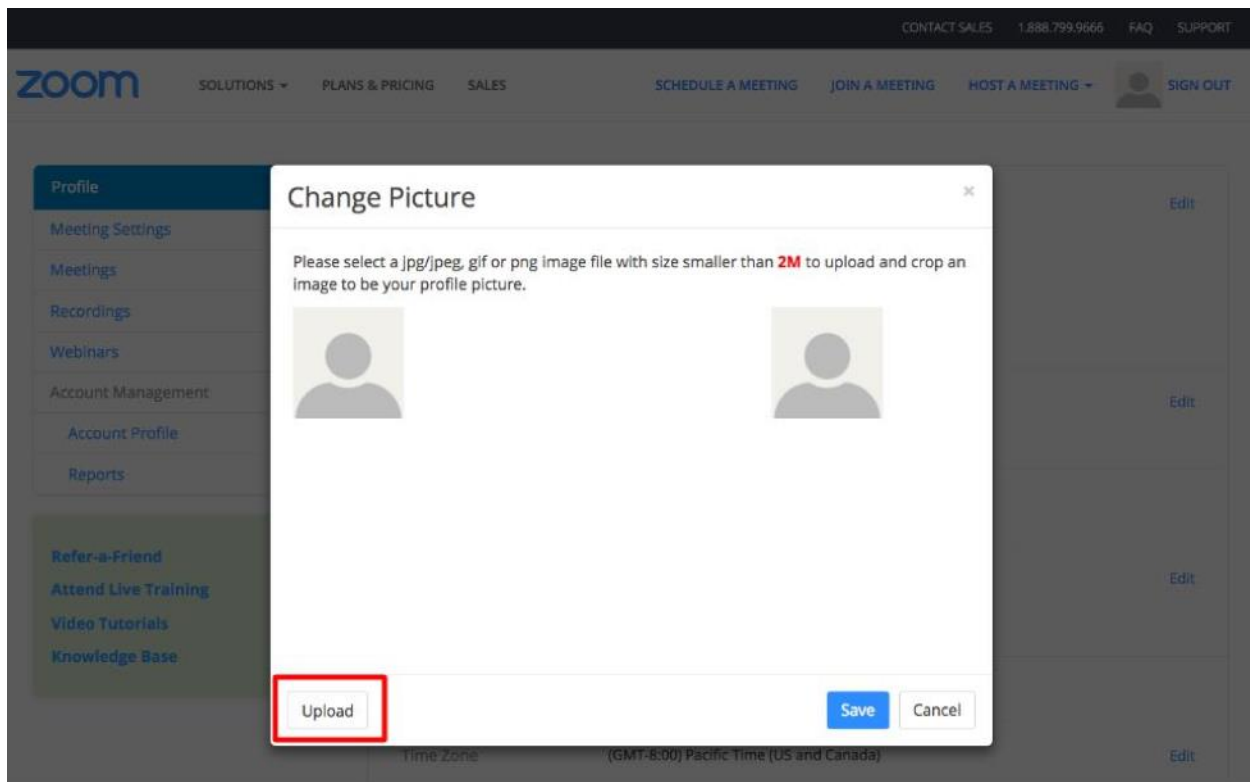 CONTACT SALES 1.888.799.9666 FAQ SUPPORT
zoom SOLUTIONS PLANS & PRICING SALES SCHEDULE A MEETING JOIN A MEETING HOST A MEETING SIGN OUT
Profile
Meeting Settings
Meetings
Recordings
Webinars
Account Management
Account Profile
Reports
Refer-a-Friend
Attend Live Training
Video Tutorials
Knowledge Base
Change Picture ×
Please select a jpg/jpeg, gif or png image file with size smaller than 2M to upload and crop an
image to be your profile picture.
Upload Save Cancel
Edit
Edit
Edit
Time Zone (GMT-8:00) Pacific Time (US and Canada) Edit